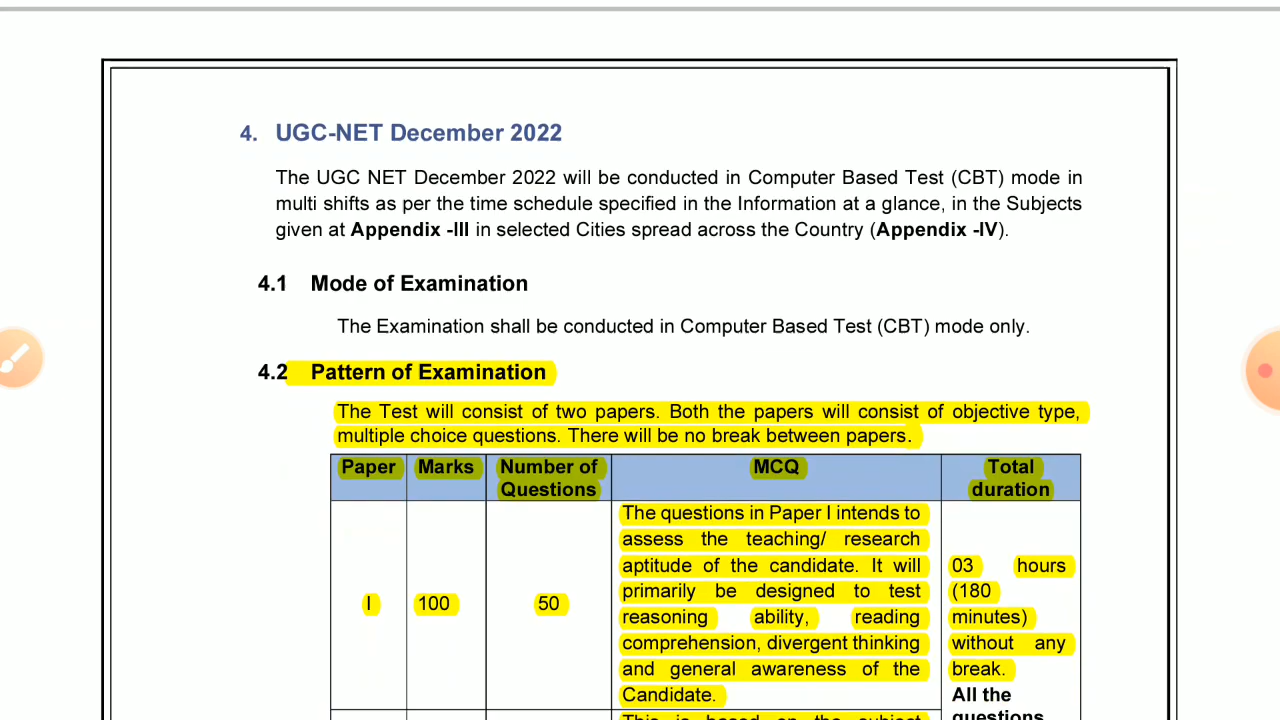 4. UGC-NET December 2022
The UGC NET December 2022 will be conducted in Computer Based Test (CBT) mode in
multi shifts as per the time schedule specified in the Information at a glance, in the Subjects
given at Appendix -III in selected Cities spread across the Country (Appendix -IV).
4.1 Mode of Examination
The Examination shall be conducted in Computer Based Test (CBT) mode only.
4.2 Pattern of Examination
The Test will consist of two papers. Both the papers will consist of objective type,
multiple choice questions. There will be no break between papers.
Paper
Marks
Number of
Questions
MCQ
Total
duration
I
100
50
The questions in Paper I intends to
assess the teaching/ research
aptitude of the candidate. It will
primarily be designed to test
reasoning ability, reading
comprehension, divergent thinking
and general awareness of the
Candidate.
03 hours
(180
minutes)
without any
break.
All the
questions
This is based on the subject